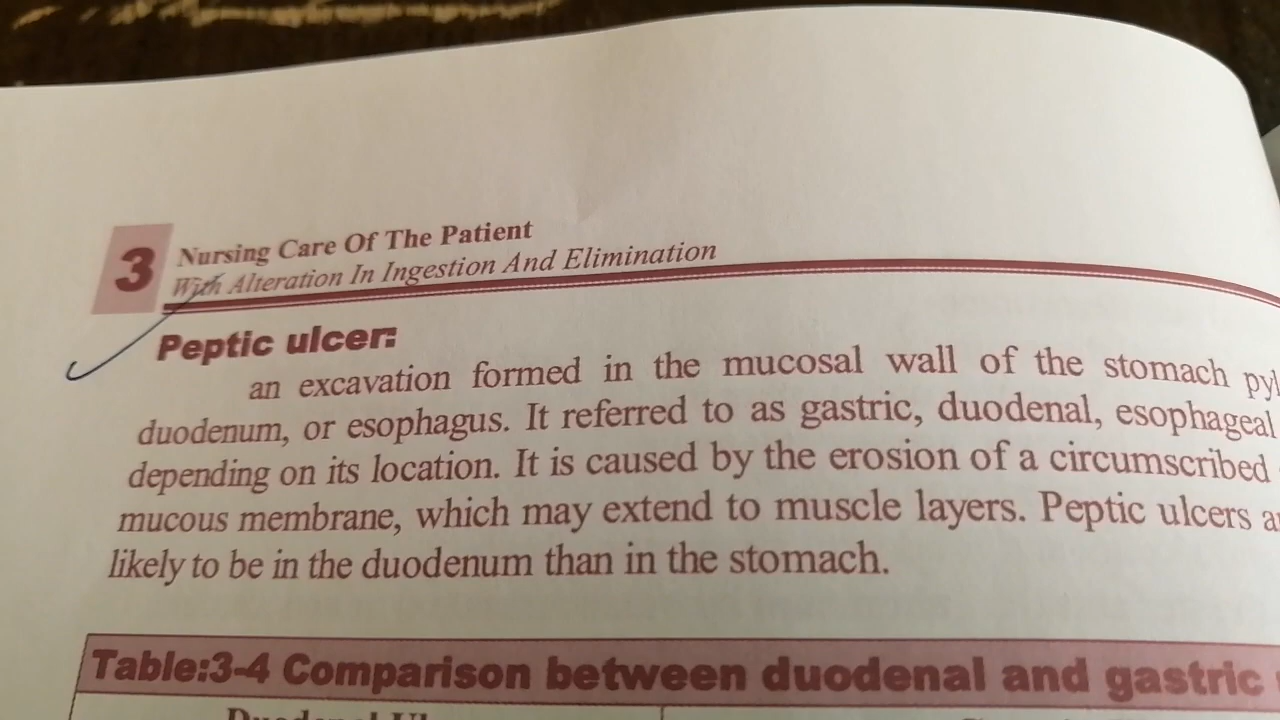 3
Nursing Care Of The Patient
With Alteration In Ingestion And Elimination
Peptic ulcer:
an excavation formed in the mucosal wall of the stomach
duodenum, or esophagus. It referred to as gastric, duodenal, esophageal
depending on its location. It is caused by the erosion of a circumscribed
mucous membrane, which may extend to muscle layers. Peptic ulcers
likely to be in the duodenum than in the stomach.
Table:3-4 Comparison between duodenal and gastric